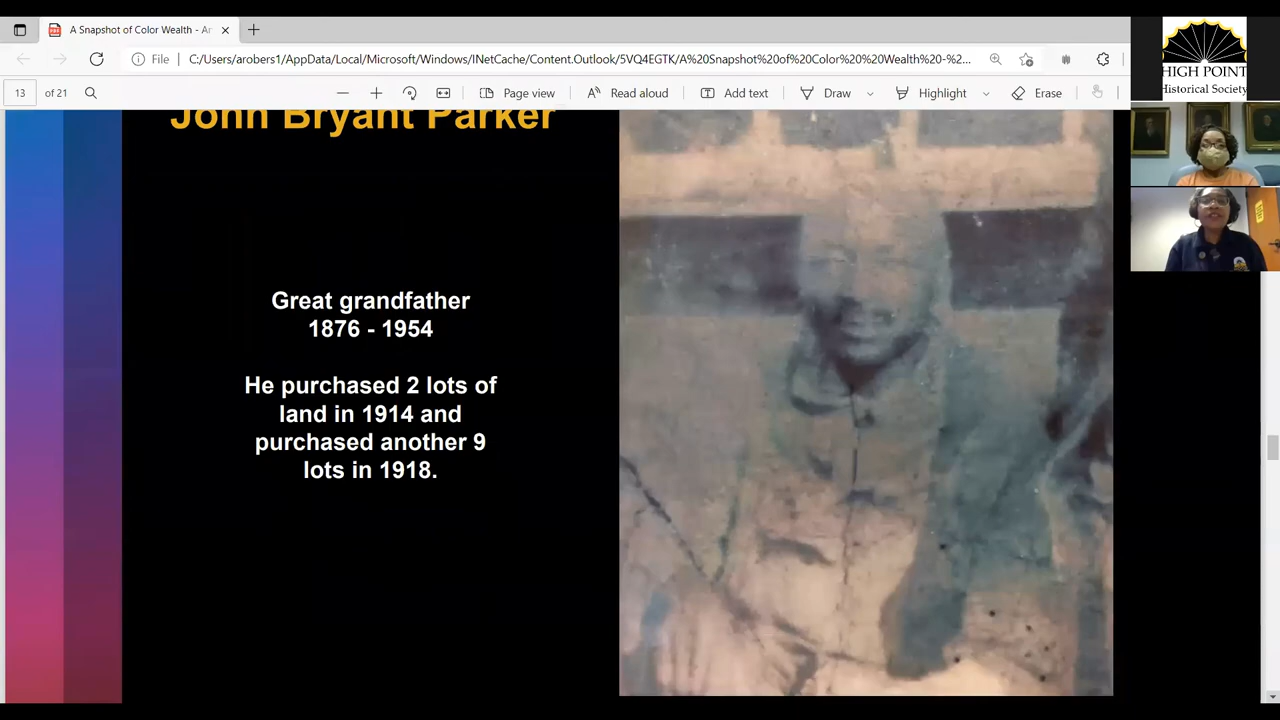 A Snapshot of Color Wealth - Ar
File
C:/Users/arobers1/AppData/Local/Microsoft/Windows/INetCache/Content.Outlook/5VQ4EGTK/A%20Snapshot%20of%20Color%20%20Wealth%20-%2...
13
of 21
Page view
Read aloud
Add text
Draw
Highlight
Erase
HIGH POINT
Historical Society
John Bryant Parker
Great grandfather
1876 - 1954
He purchased 2 lots of
land in 1914 and
purchased another 9
lots in 1918.